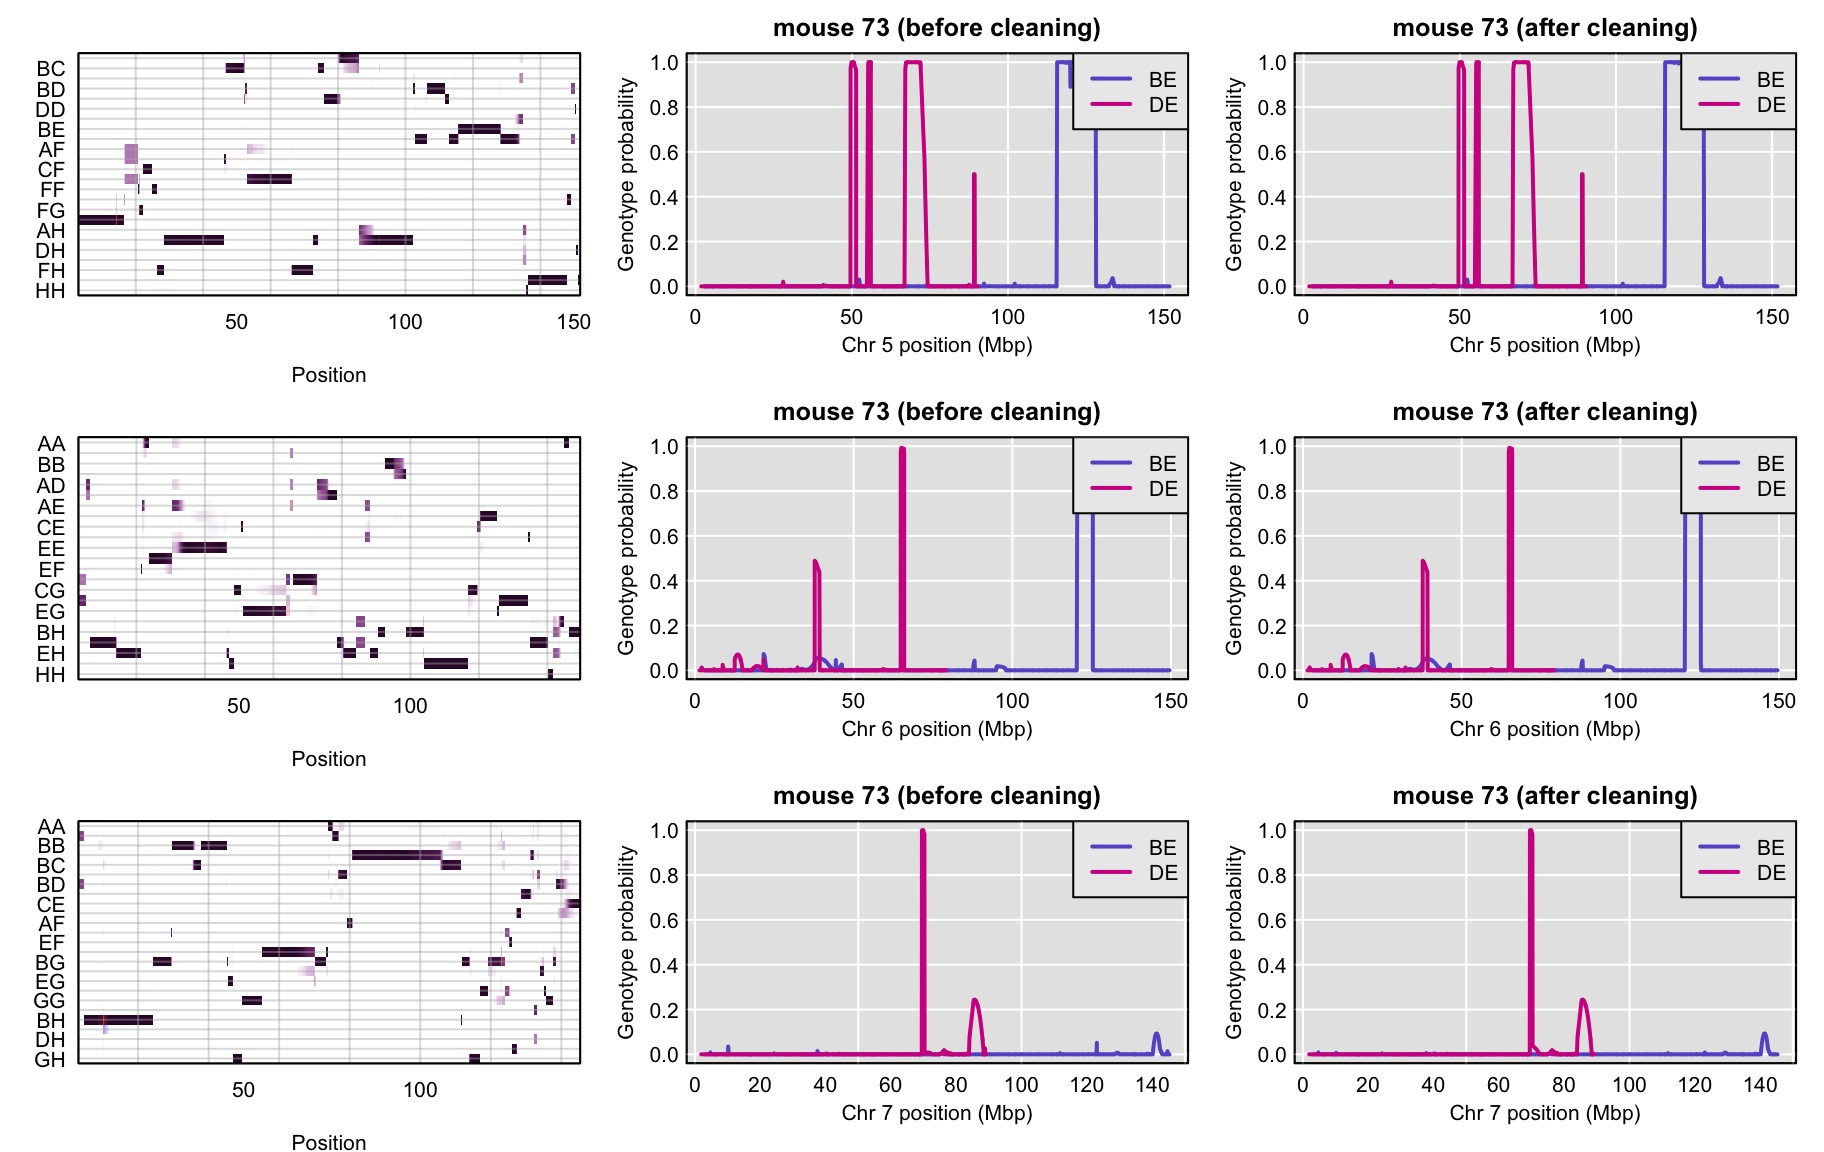 mouse 73 (before cleaning)
mouse 73 (after cleaning)
BC
BD
DD
BE
AF
CF
FF
FG
AH
DH
FH
HH
50
100
150
Position
Genotype probability
1.0
0.8
0.6
0.4
0.2
0.0
BE
DE
0
50
100
150
Chr 5 position (Mbp)
Genotype probability
1.0
0.8
0.6
0.4
0.2
0.0
BE
DE
0
50
100
150
Chr 5 position (Mbp)
mouse 73 (before cleaning)
mouse 73 (after cleaning)
AA
BB
AD
AE
CE
EE
EF
CG
EG
BH
EH
HH
50
100
Position
Genotype probability
1.0
0.8
0.6
0.4
0.2
0.0
BE
DE
0
50
100
150
Chr 6 position (Mbp)
Genotype probability
1.0
0.8
0.6
0.4
0.2
0.0
BE
DE
0
50
100
150
Chr 6 position (Mbp)
mouse 73 (before cleaning)
mouse 73 (after cleaning)
AA
BB
BC
BD
CE
AF
EF
BG
EG
GG
BH
DH
GH
50
100
Position
Genotype probability
1.0
0.8
0.6
0.4
0.2
0.0
BE
DE
0
20
40
60
80
100
120
140
Chr 7 position (Mbp)
Genotype probability
1.0
0.8
0.6
0.4
0.2
0.0
BE
DE
0
20
40
60
80
100
120
140
Chr 7 position (Mbp)